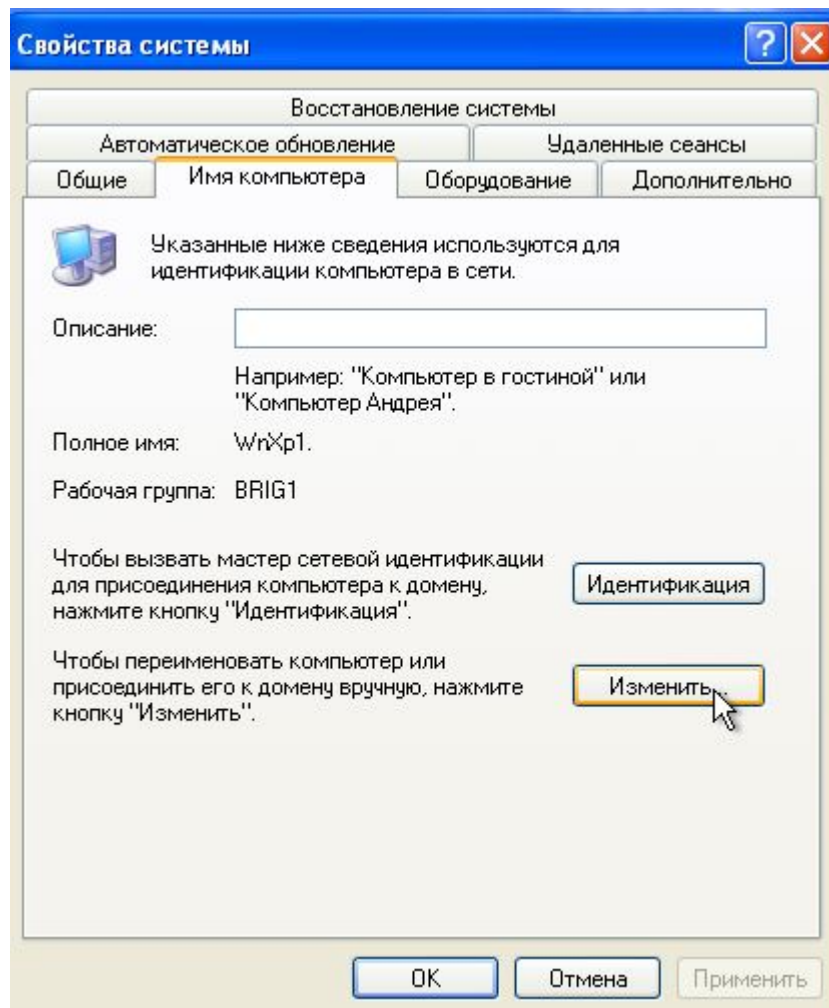 Свойства системы
?
Восстановление системы
Автоматическое обновление
Удаленные сеансы
Общие
Имя компьютера
Оборудование
Дополнительно
Указанные ниже сведения используются для
идентификации компьютера в сети.
Описание:
Например: "Компьютер в гостиной" или
"Компьютер Андрея".
Полное имя:
WnXp1.
Рабочая группа:
BRIG1
Чтобы вызвать мастер сетевой идентификации
для присоединения компьютера к домену,
нажмите кнопку "Идентификация".
Идентификация
Чтобы переименовать компьютер или
присоединить его к домену вручную, нажмите
кнопку "Изменить".
Изменить...
OK
Отмена
Применить